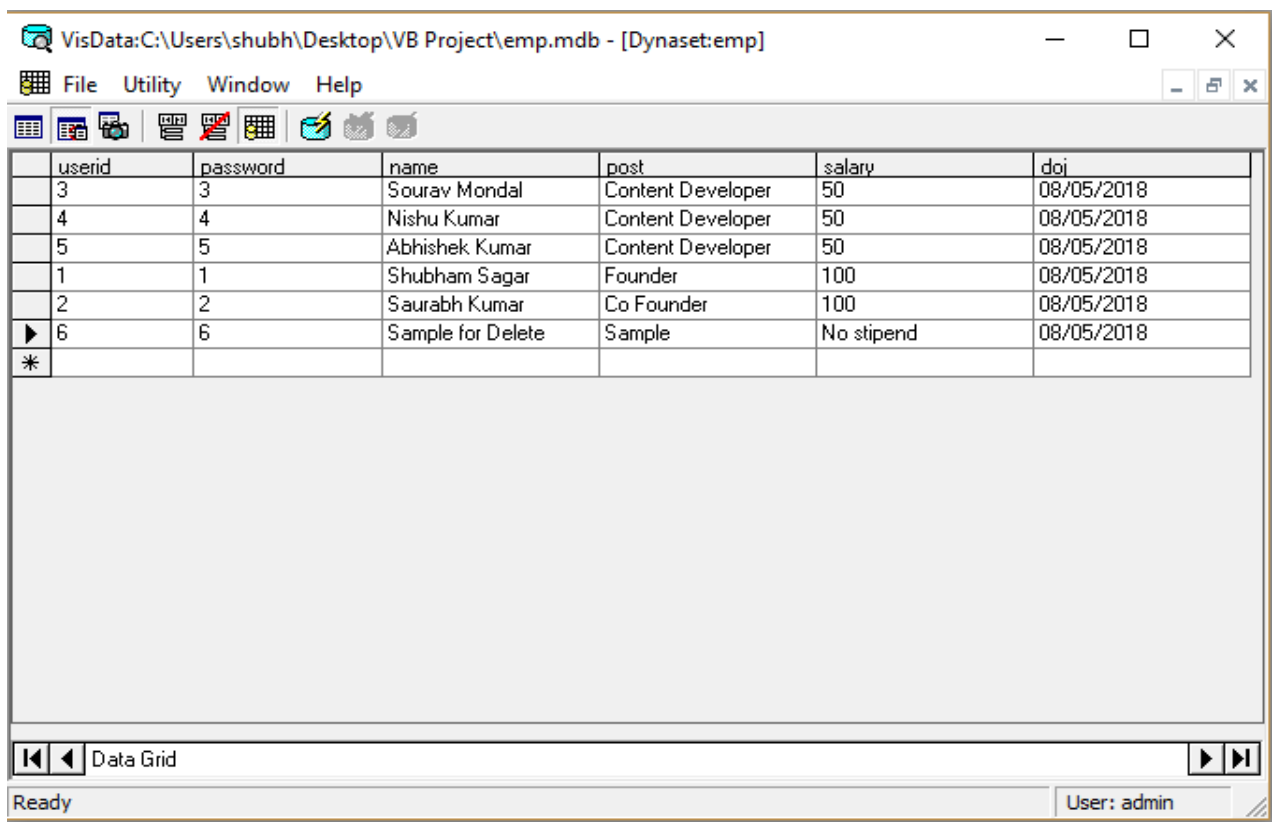 VisData:C:\Users\shubh\Desktop\VB Project\emp.mdb - [Dynaset:emp]
File Utility Window Help
userid password name post salary doj
3 3 Sourav Mondal Content Developer 50 08/05/2018
4 4 Nishu Kumar Content Developer 50 08/05/2018
5 5 Abhishek Kumar Content Developer 50 08/05/2018
1 1 Shubham Sagar Founder 100 08/05/2018
2 2 Saurabh Kumar Co Founder 100 08/05/2018
6 6 Sample for Delete Sample No stipend 08/05/2018
Data Grid
Ready User: admin